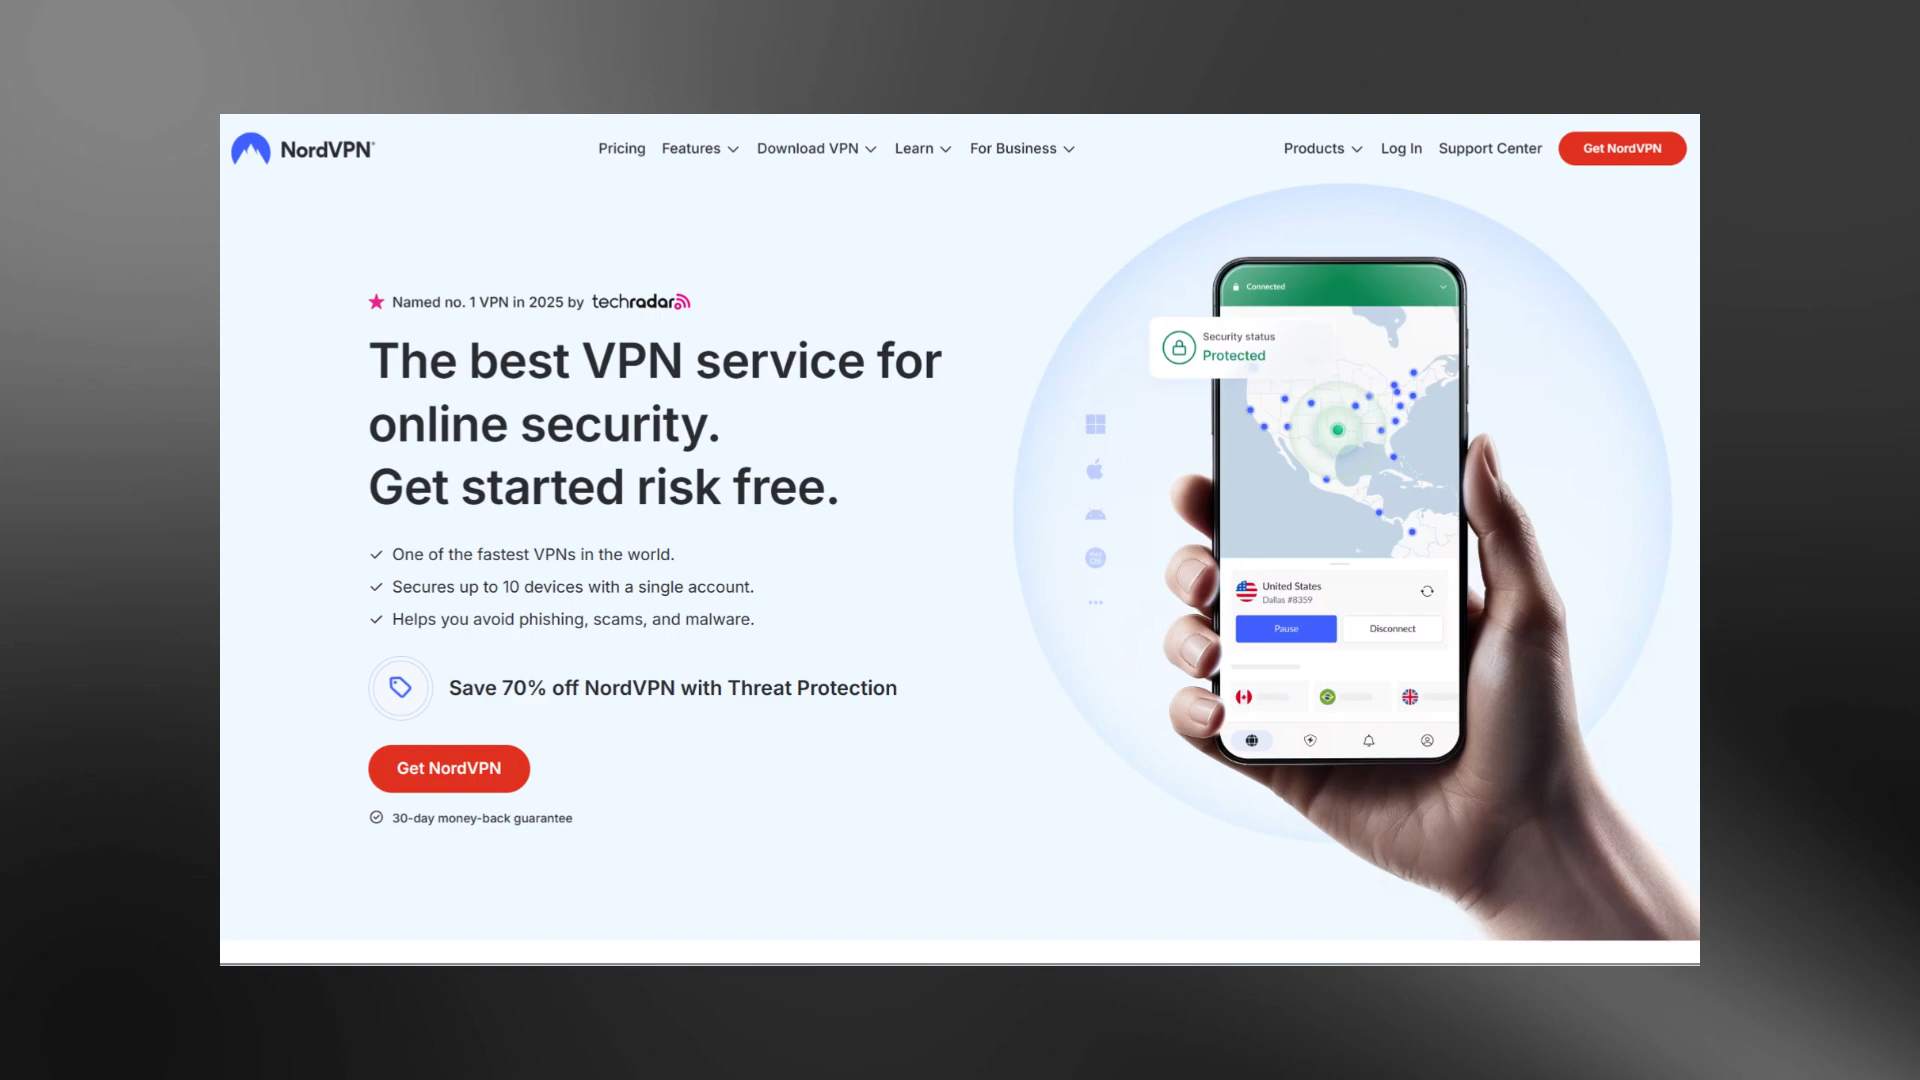 NordVPN®
Pricing Features Download VPN Learn For Business
Products Log In Support Center Get NordVPN
Named no. 1 VPN in 2025 by techradar
The best VPN service for
online security.
Get started risk free.
One of the fastest VPNs in the world.
Secures up to 10 devices with a single account.
Helps you avoid phishing, scams, and malware.
Save 70% off NordVPN with Threat Protection
Get NordVPN
30-day money-back guarantee
Connected
Security status
Protected
United States
Dallas #8359
Pause Disconnect